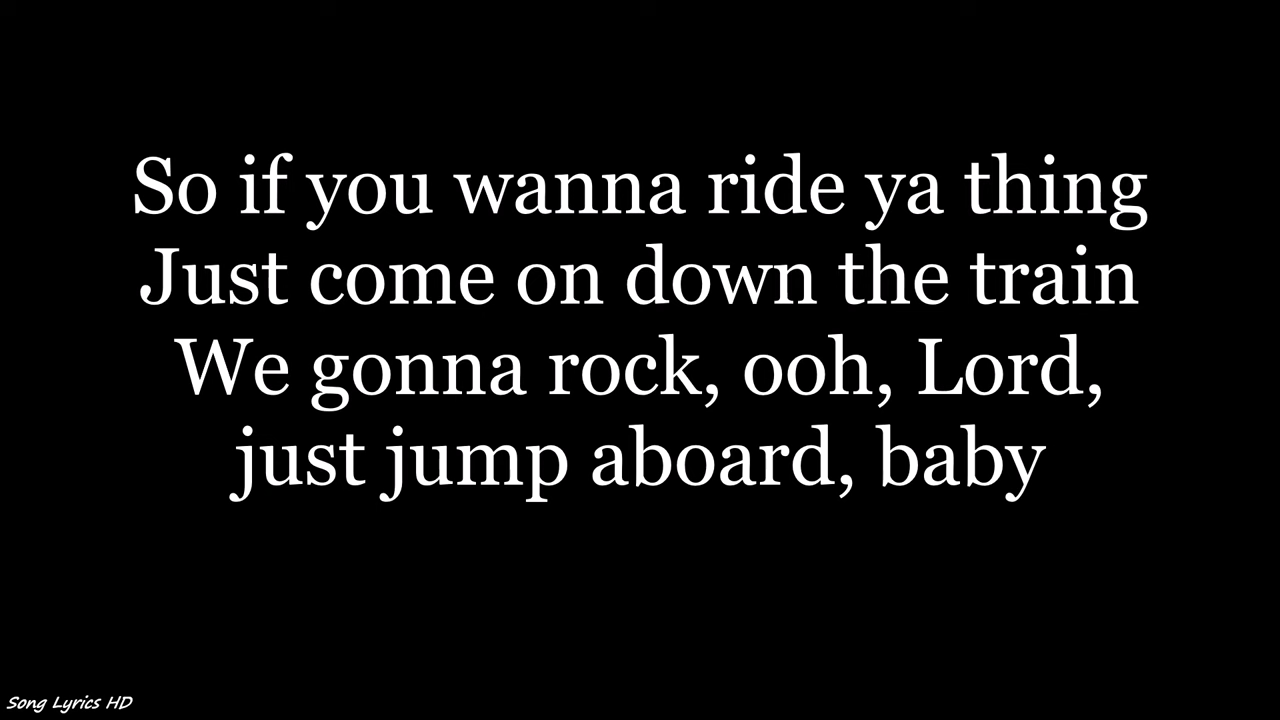 So if you wanna ride ya thing
Just come on down the train
We gonna rock, ooh, Lord,
just jump aboard, baby
Song Lyrics HD